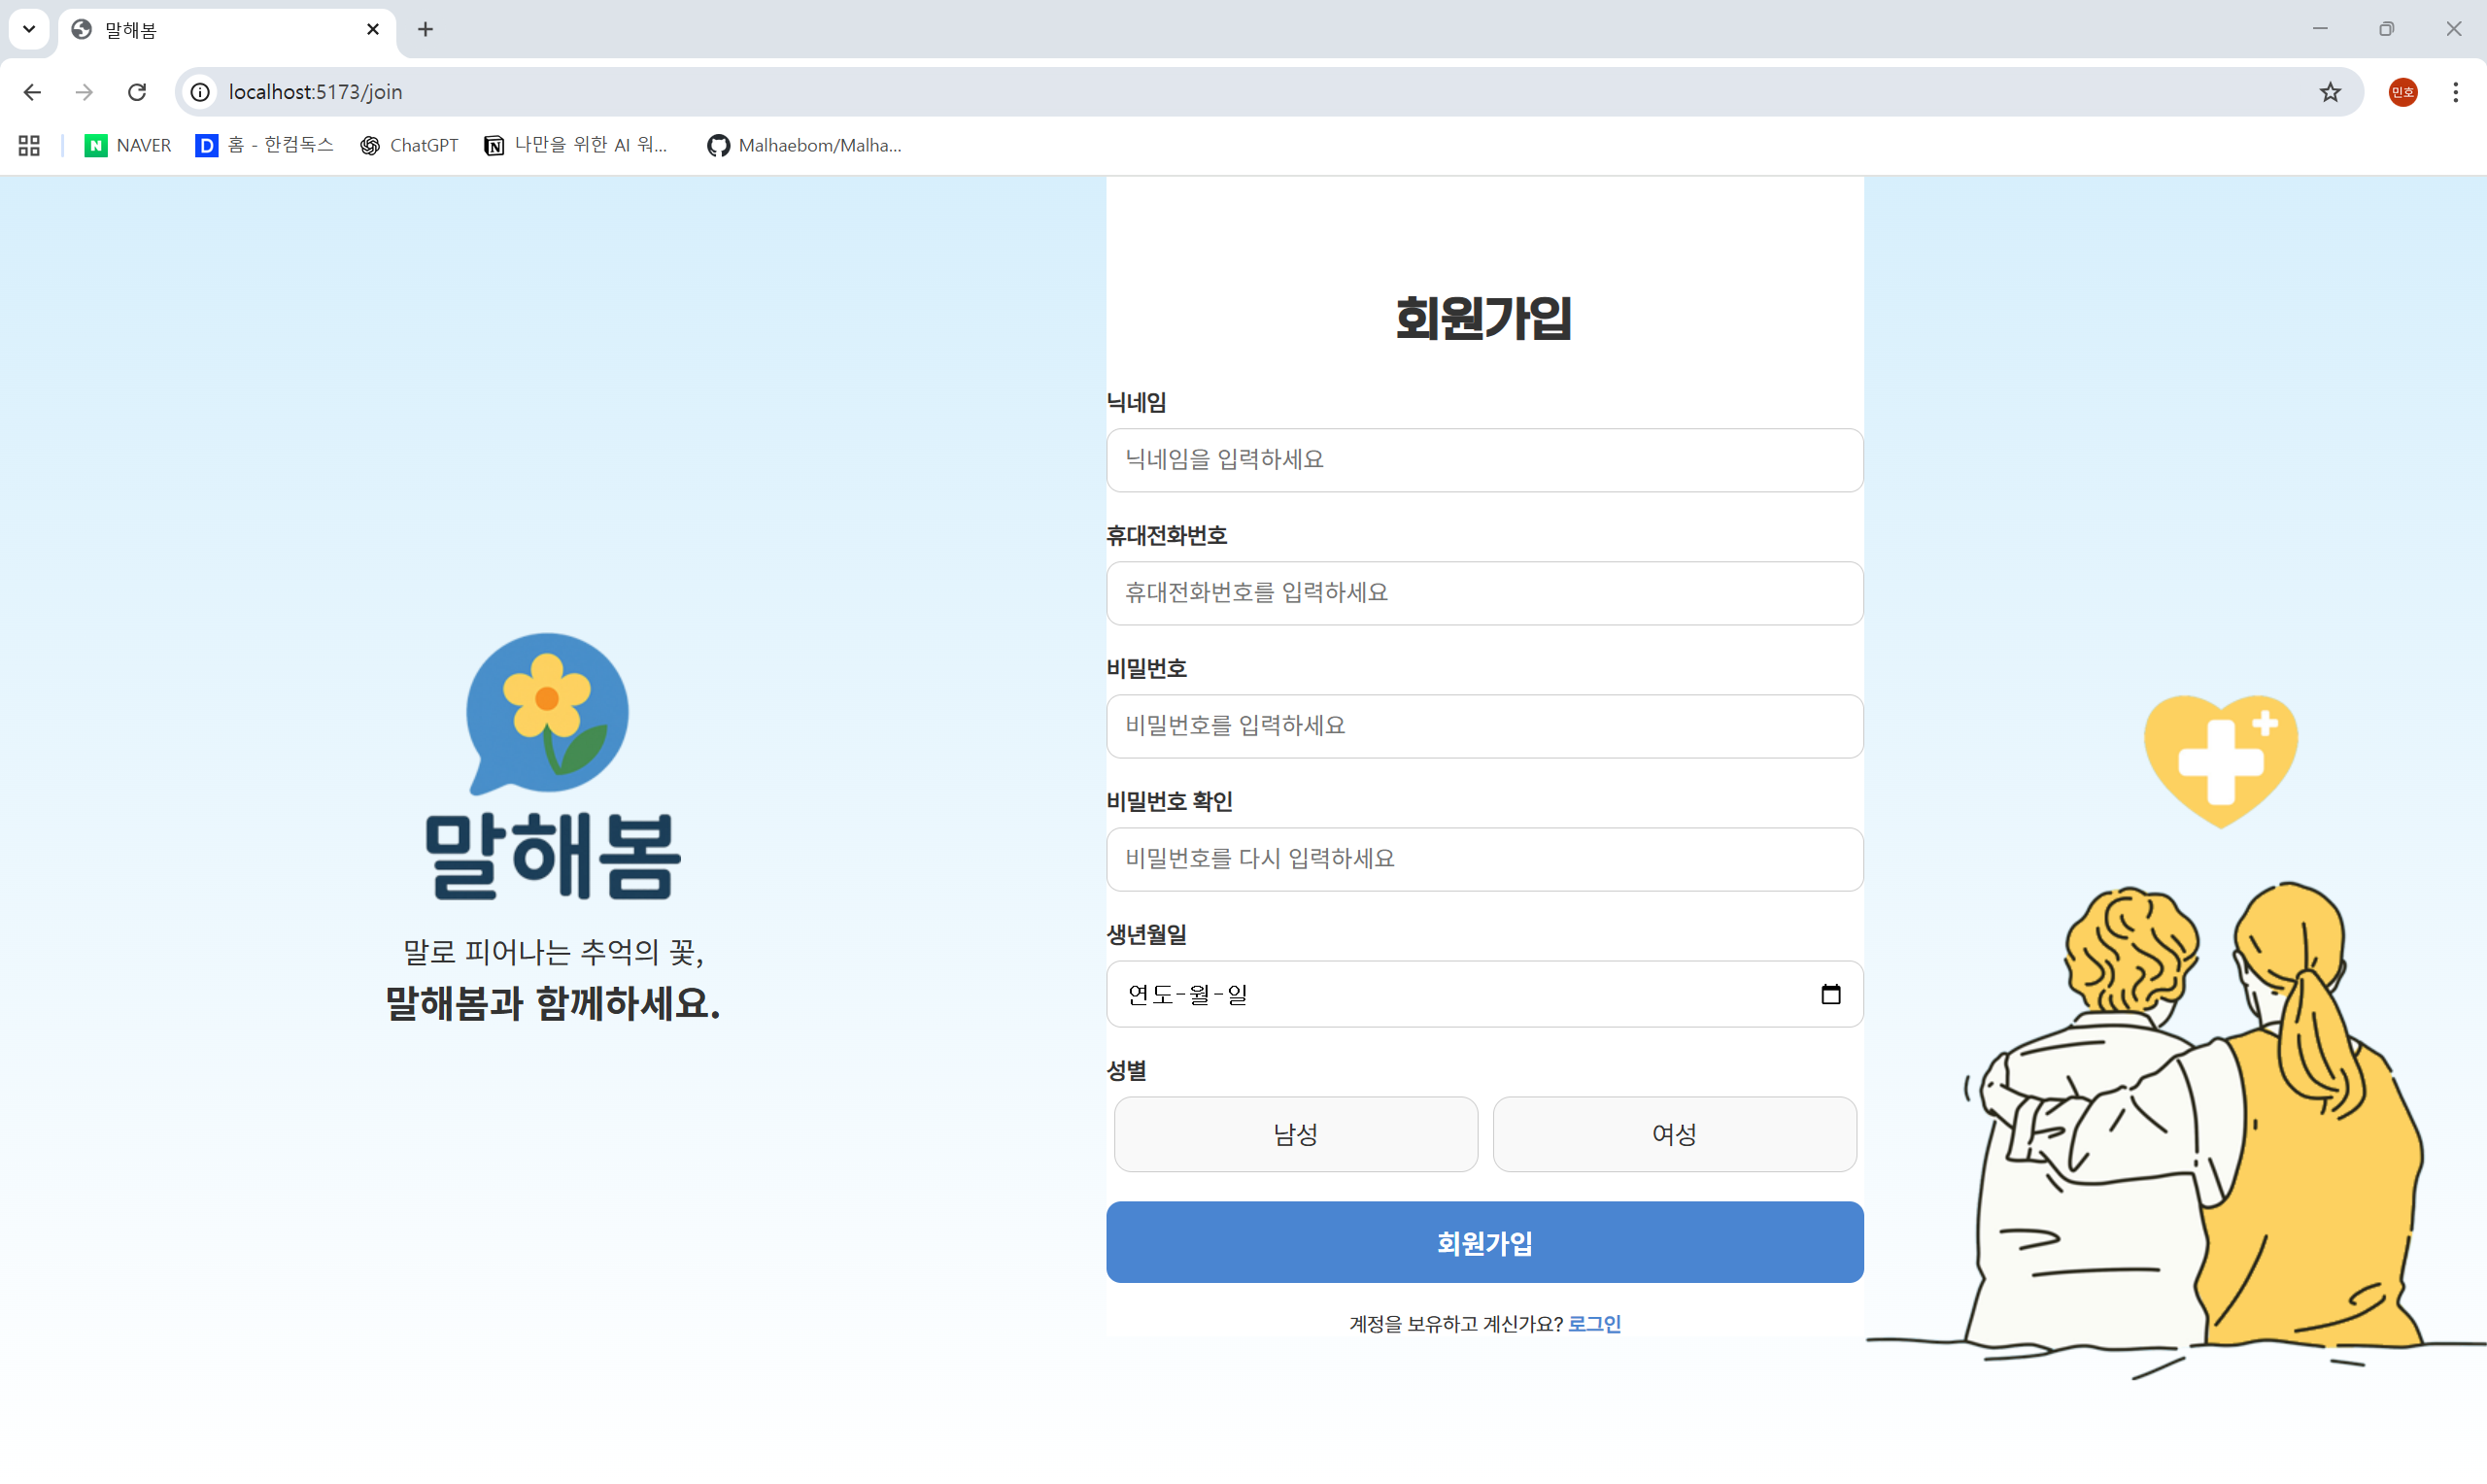 말해봄
localhost:5173/join
민호
NAVER
홈 - 한컴독스
ChatGPT
나만을 위한 AI 워...
Malhaebom/Malha...
말해봄
말로 피어나는 추억의 꽃,
말해봄과 함께하세요.
회원가입
닉네임
닉네임을 입력하세요
휴대전화번호
휴대전화번호를 입력하세요
비밀번호
비밀번호를 입력하세요
비밀번호 확인
비밀번호를 다시 입력하세요
생년월일
연도-월-일
성별
남성
여성
회원가입
계정을 보유하고 계신가요? 로그인